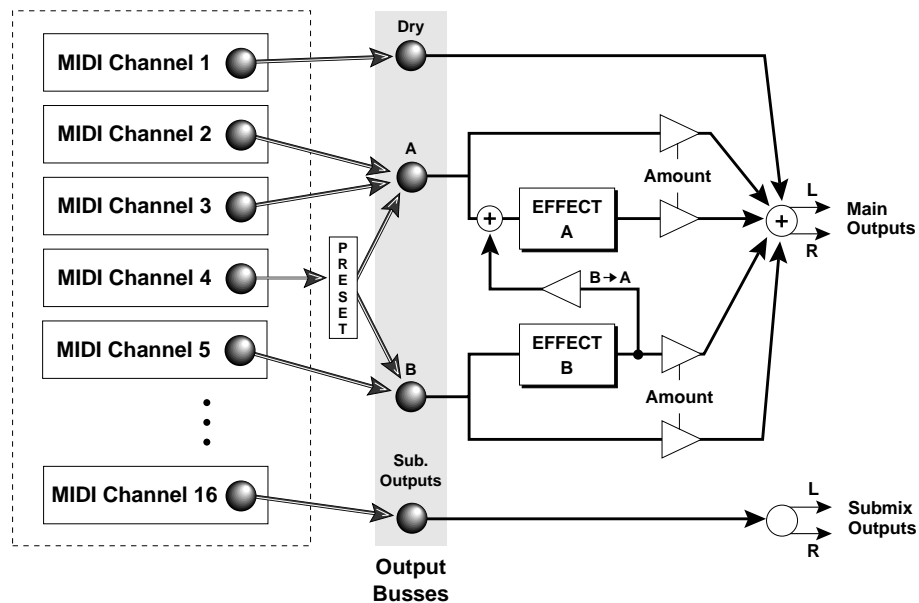 MIDI Channel 1
MIDI Channel 2
MIDI Channel 3
MIDI Channel 4
MIDI Channel 5
MIDI Channel 16
PRESET
Dry
A
B
Sub.
Outputs
Output
Busses
Amount
EFFECT
A
B→A
EFFECT
B
Amount
L
R
Main
Outputs
L
R
Submix
Outputs
+
+